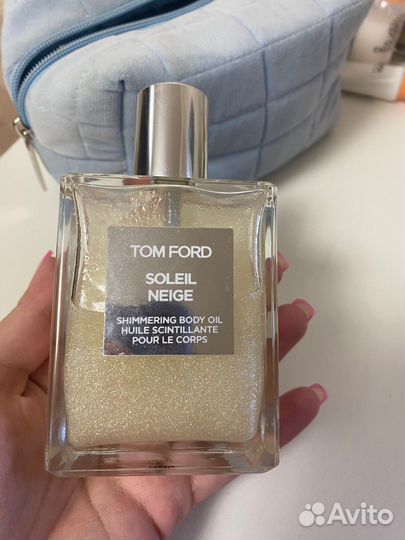 TOM FORD
SOLEIL
NEIGE
SHIMMERING BODY OIL
HUILE SCINTILLANTE
POUR LE CORPS
Avito